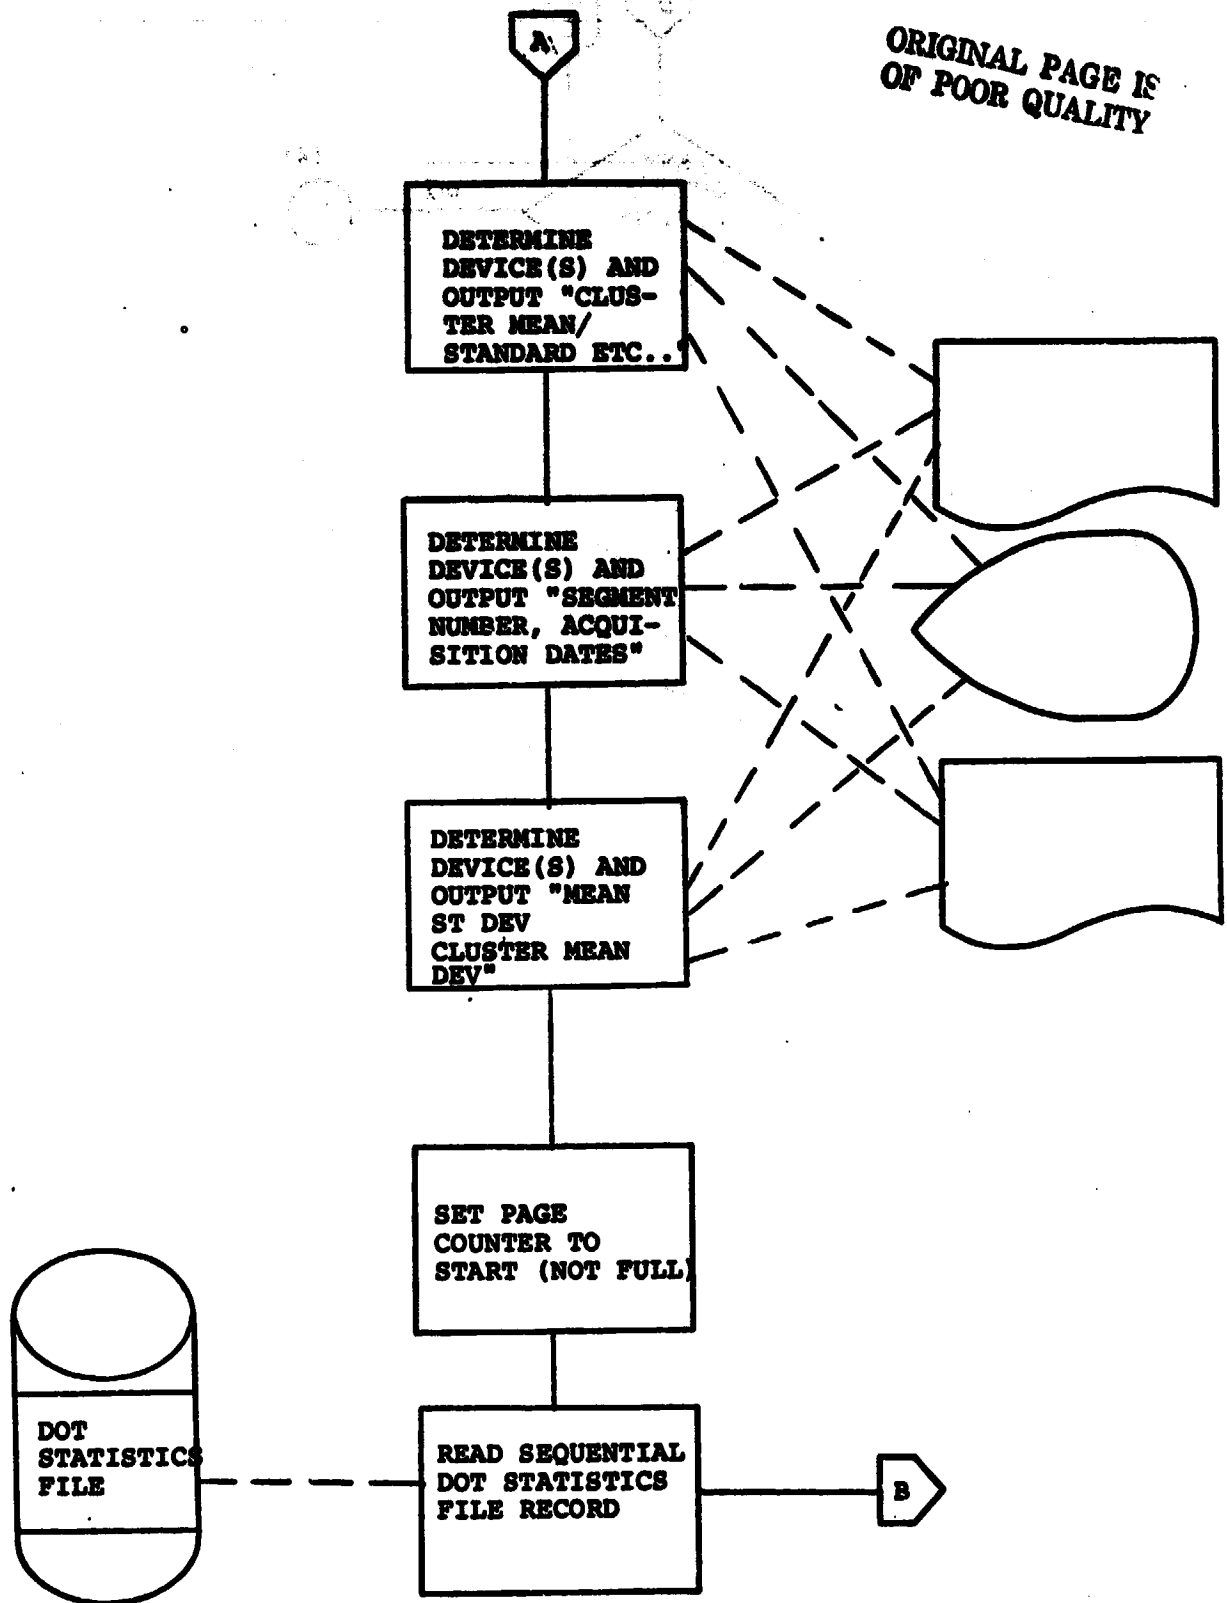 A
ORIGINAL PAGE IS
OF POOR QUALITY
DETERMINE
DEVICE(S) AND
OUTPUT "CLUS-
TER MEAN/
STANDARD ETC.."
DETERMINE
DEVICE(S) AND
OUTPUT "SEGMENT
NUMBER, ACQUI-
SITION DATES"
DETERMINE
DEVICE(S) AND
OUTPUT "MEAN
ST DEV
CLUSTER MEAN
DEV"
SET PAGE
COUNTER TO
START (NOT FULL)
DOT
STATISTICS
FILE
READ SEQUENTIAL
DOT STATISTICS
FILE RECORD
B